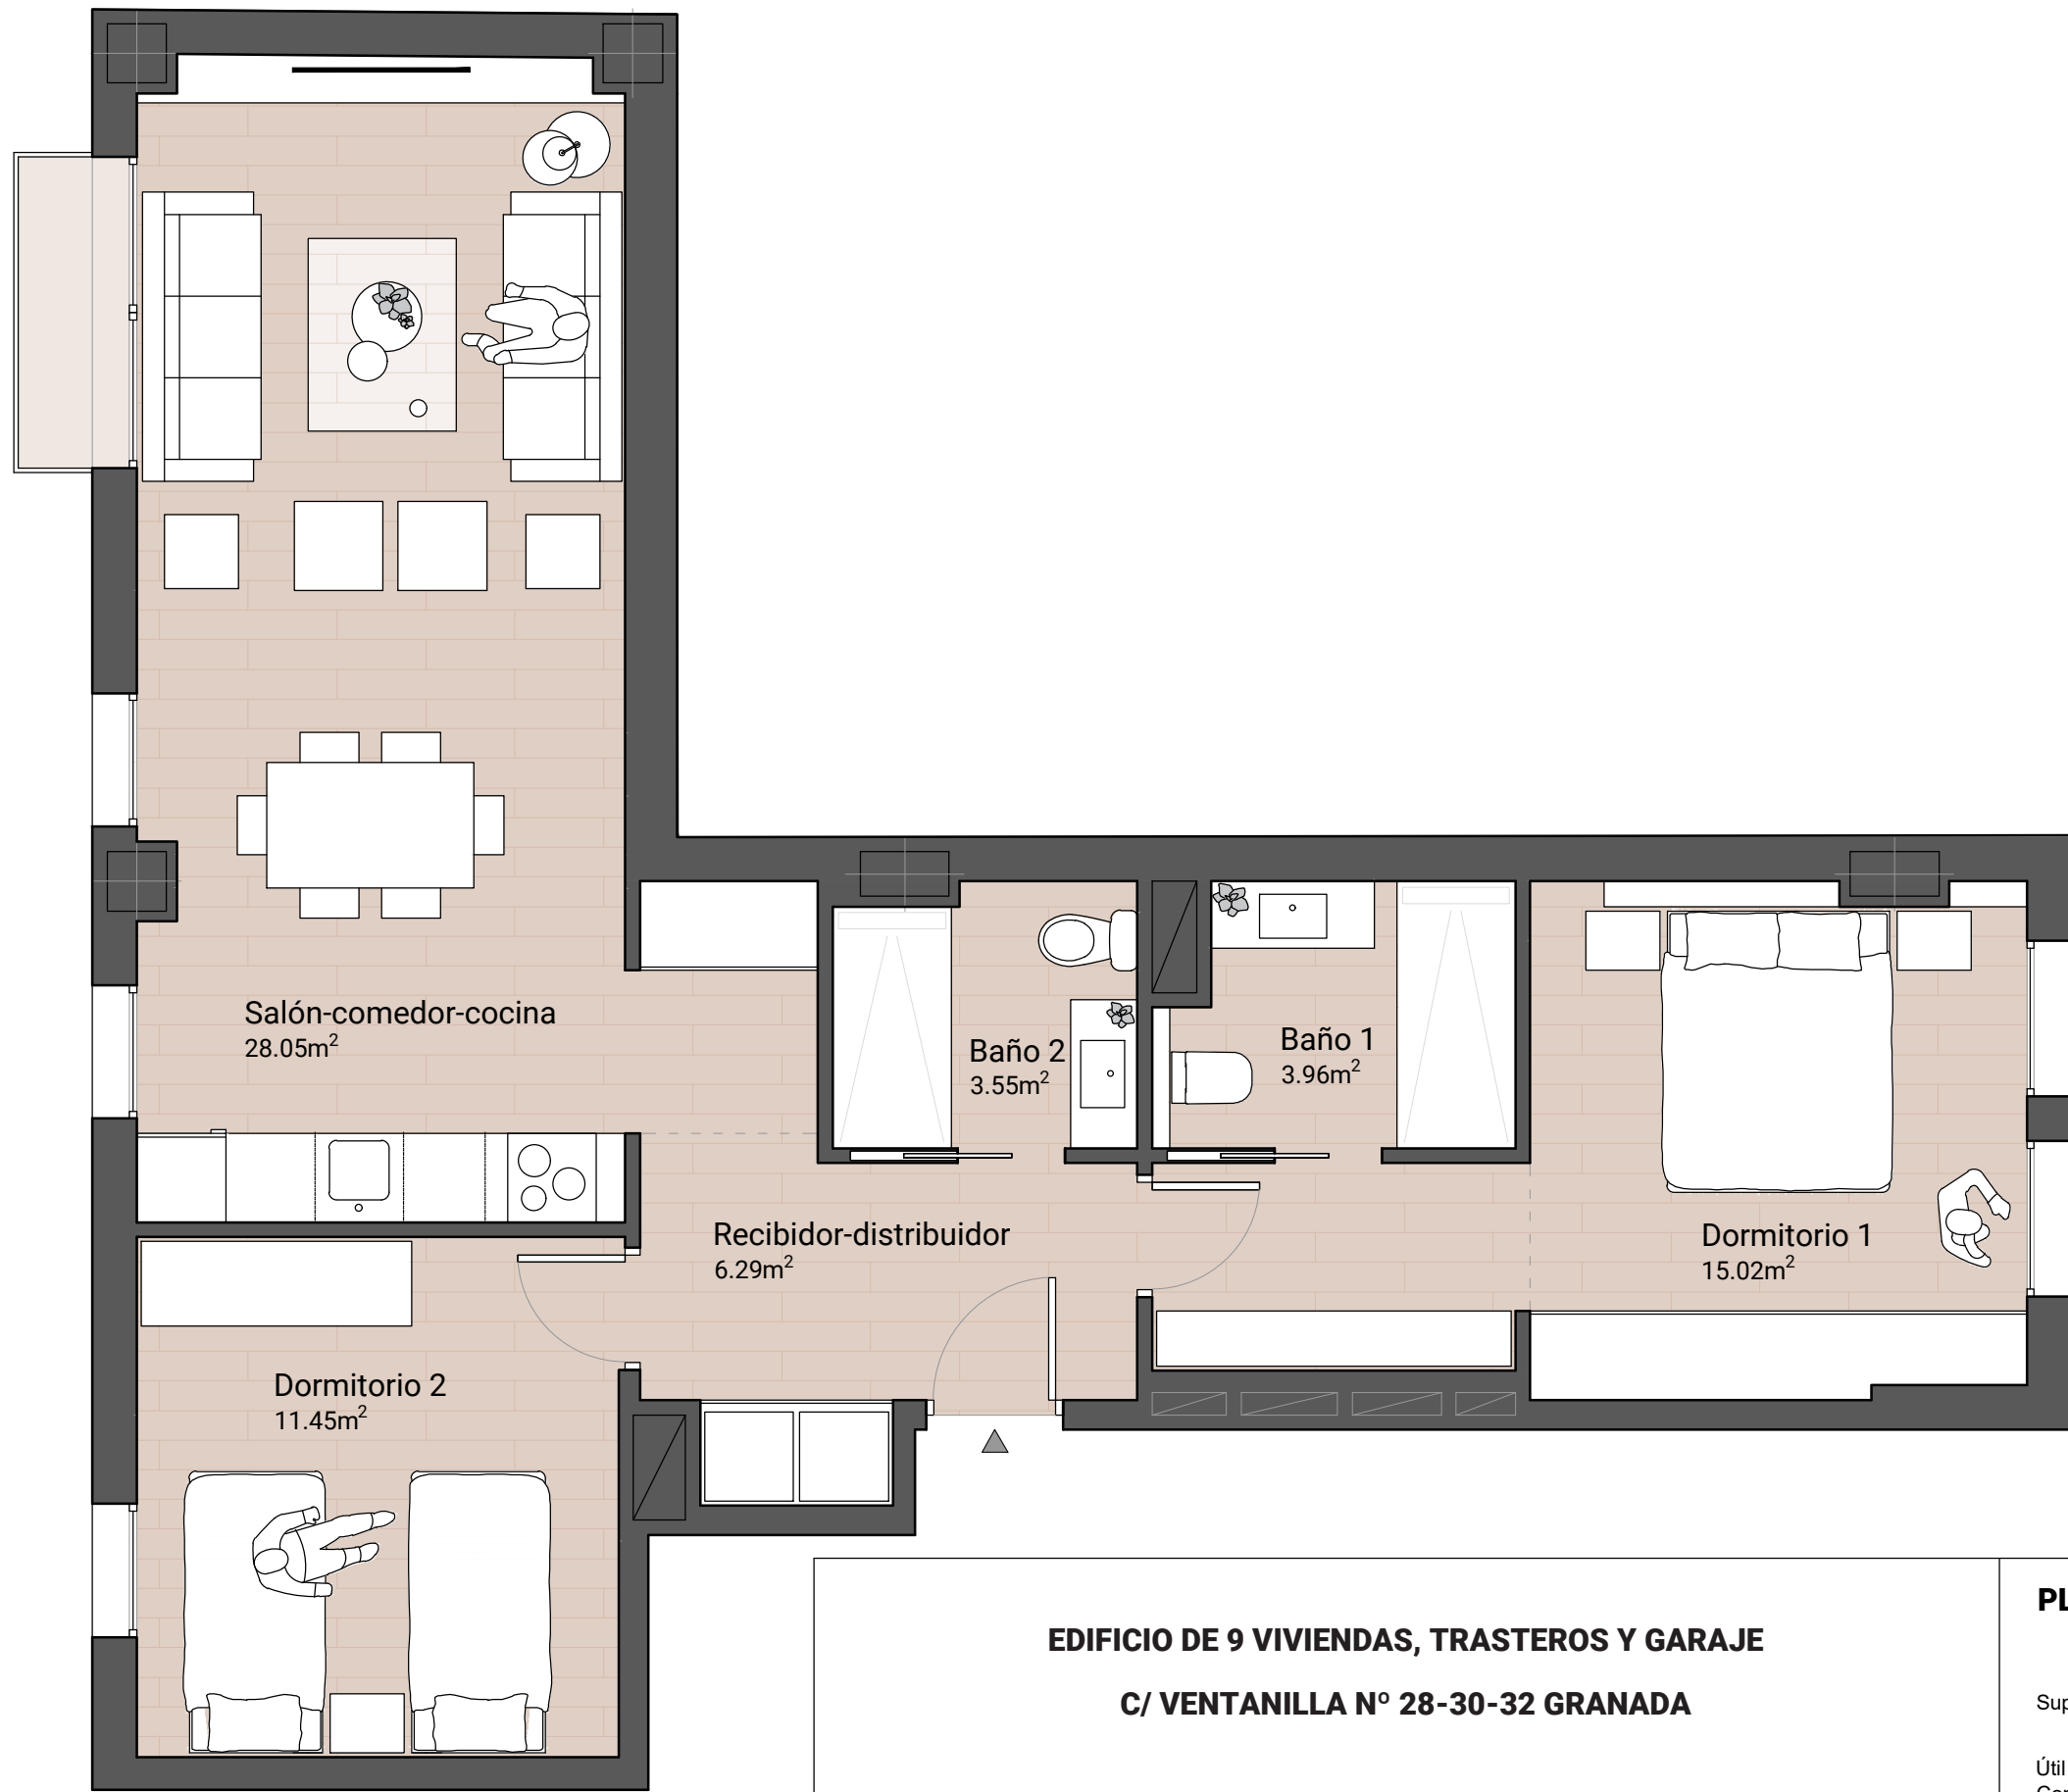 Salón-comedor-cocina
28.05m²
Baño 2
3.55m²
Baño 1
3.96m²
Recibidor-distribuidor
6.29m²
Dormitorio 1
15.02m²
Dormitorio 2
11.45m²
EDIFICIO DE 9 VIVIENDAS, TRASTEROS Y GARAJE
C/ VENTANILLA Nº 28-30-32 GRANADA